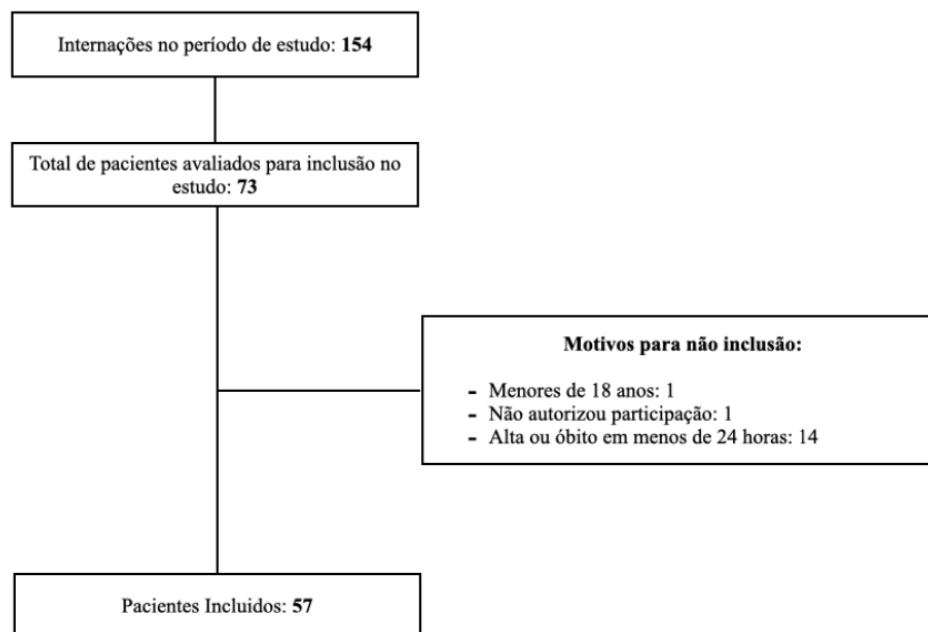 Internações no período de estudo: 154
Total de pacientes avaliados para inclusão no
estudo: 73
Motivos para não inclusão:
- Menores de 18 anos: 1
- Não autorizou participação: 1
- Alta ou óbito em menos de 24 horas: 14
Pacientes Incluidos: 57